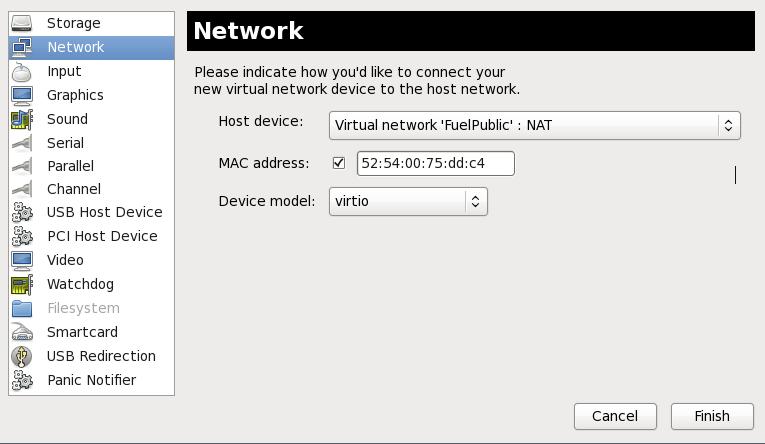 Storage
Network
Input
Graphics
Sound
Serial
Parallel
Channel
USB Host Device
PCI Host Device
Video
Watchdog
Filesystem
Smartcard
USB Redirection
Panic Notifier
Network
Please indicate how you'd like to connect your
new virtual network device to the host network.
Host device: Virtual network 'FuelPublic' : NAT
MAC address: 52:54:00:75:dd:c4
Device model: virtio
Cancel Finish